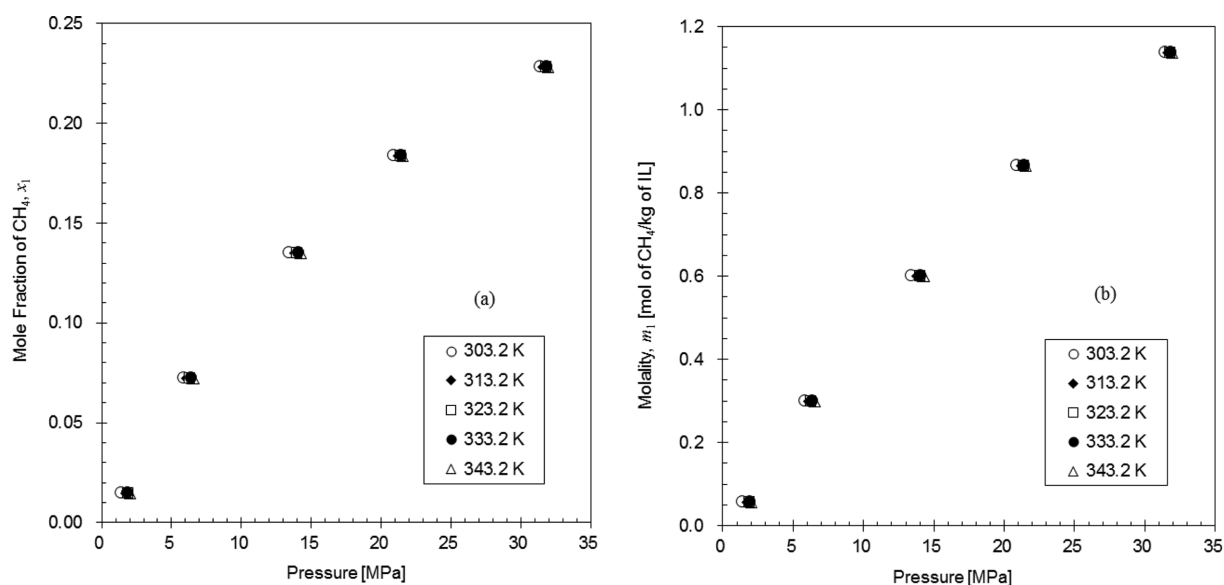 0.25
0.20
0.15
0.10
0.05
0.00
Mole Fraction of CH4, x1
0 5 10 15 20 25 30 35
Pressure [MPa]
(a)
303.2 K
313.2 K
323.2 K
333.2 K
343.2 K
1.2
1.0
0.8
0.6
0.4
0.2
0.0
Molality, m1 [mol of CH4/kg of IL]
0 5 10 15 20 25 30 35
Pressure [MPa]
(b)
303.2 K
313.2 K
323.2 K
333.2 K
343.2 K